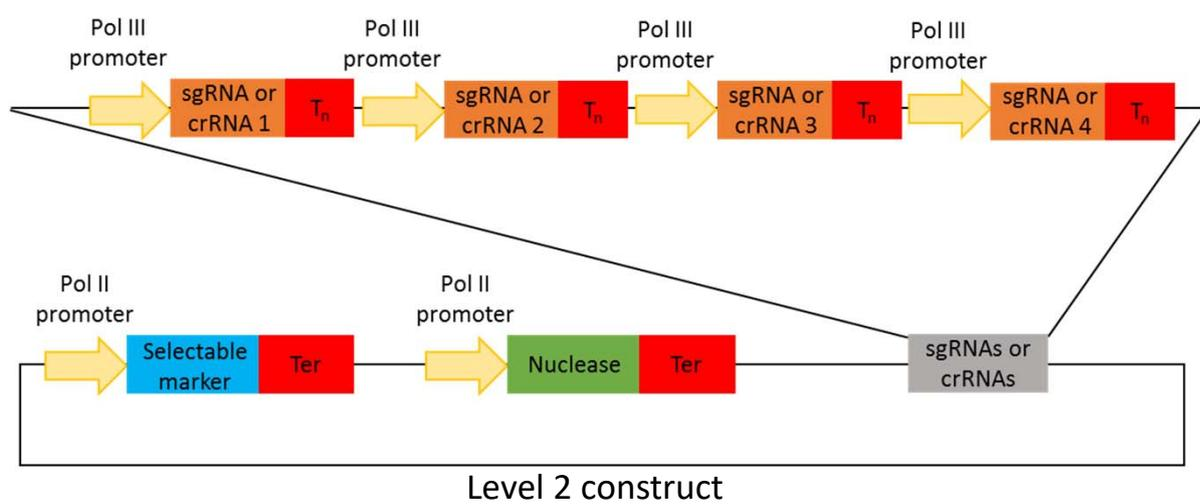 Pol III
promoter
Pol III
promoter
Pol III
promoter
Pol III
promoter
sgRNA or
crRNA 1
Tn
sgRNA or
crRNA 2
Tn
sgRNA or
crRNA 3
Tn
sgRNA or
crRNA 4
Tn
Pol II
promoter
Pol II
promoter
Selectable
marker
Ter
Nuclease
Ter
sgRNAs or
crRNAs
Level 2 construct